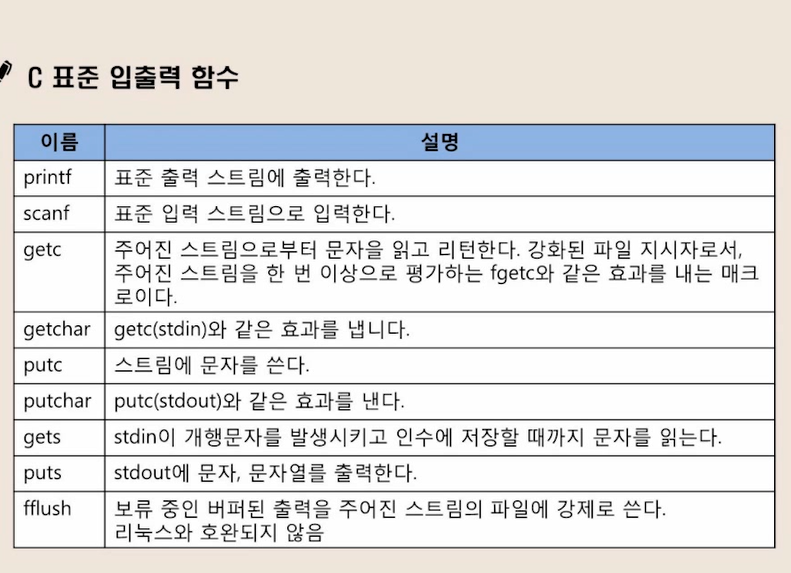 C 표준 입출력 함수
이름 설명
printf 표준 출력 스트림에 출력한다.
scanf 표준 입력 스트림으로 입력한다.
getc 주어진 스트림으로부터 문자을 읽고 리턴한다. 강화된 파일 지시자로서,
주어진 스트림을 한 번 이상으로 평가하는 fgetc와 같은 효과를 내는 매크
로이다.
getchar getc(stdin)와 같은 효과를 냅니다.
putc 스트림에 문자를 쓴다.
putchar putc(stdout)와 같은 효과를 낸다.
gets stdin이 개행문자를 발생시키고 인수에 저장할 때까지 문자를 읽는다.
puts stdout에 문자, 문자열를 출력한다.
fflush 보류 중인 버퍼된 출력을 주어진 스트림의 파일에 강제로 쓴다.
리눅스와 호완되지 않음